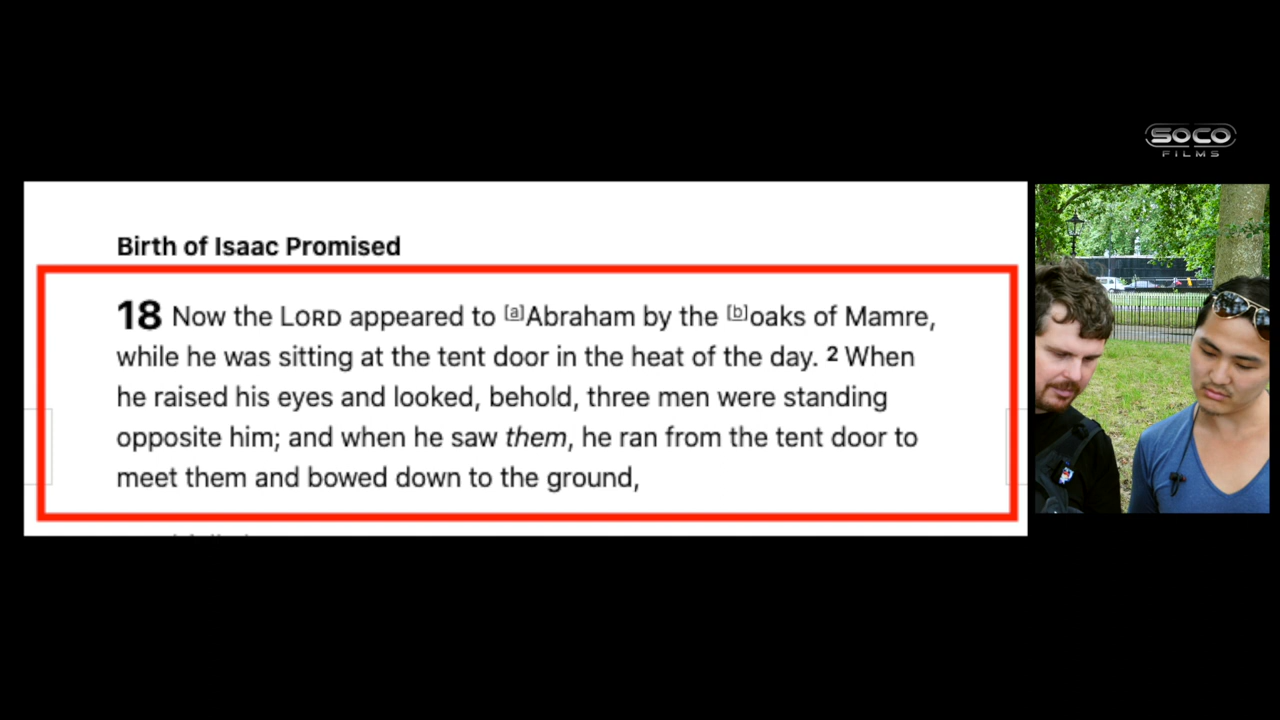 SOCO
FILMS
Birth of Isaac Promised
18 Now the LORD appeared to [a]Abraham by the [b]oaks of Mamre,
while he was sitting at the tent door in the heat of the day. 2 When
he raised his eyes and looked, behold, three men were standing
opposite him; and when he saw them, he ran from the tent door to
meet them and bowed down to the ground,